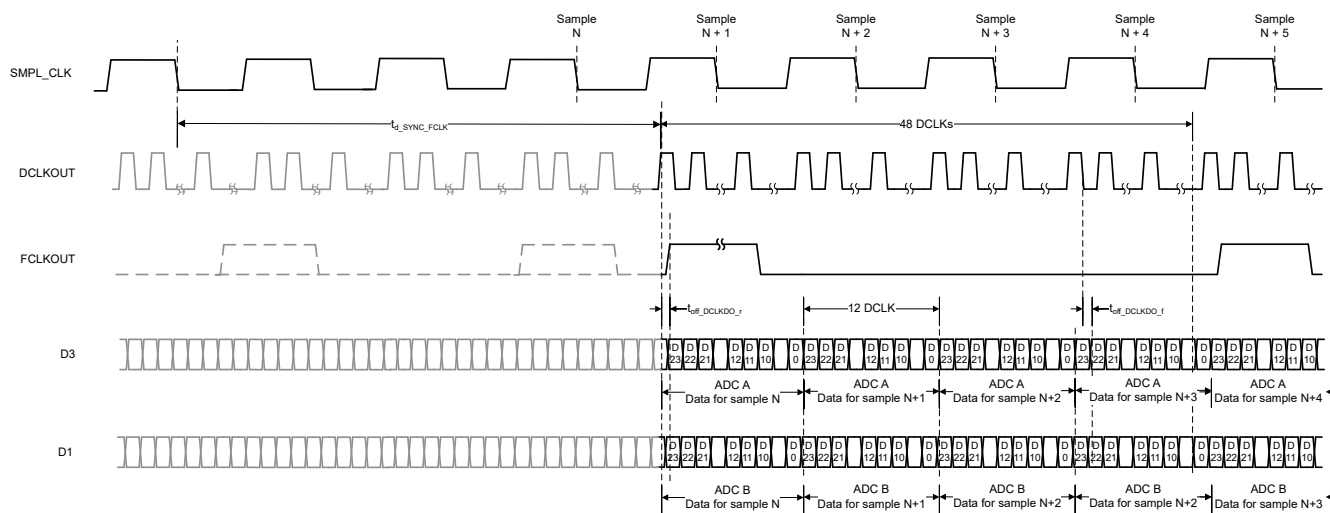 Sample N
Sample N + 1
Sample N + 2
Sample N + 3
Sample N + 4
Sample N + 5
SMPL_CLK
td_SYNC_FCLK
48 DCLKs
DCLKOUT
FCLKOUT
toff_DCLKDO_r
12 DCLK
toff_DCLKDO_f
D3
D D D D D D D D D D D D D D D D D D D D D D D D D D D D D D D D D D
23 22 21 12 11 10 0 23 22 21 12 11 10 0 23 22 21 12 11 10 0 23 22 21 12 11 10 0 23 22 21 12 11 10
ADC A
Data for sample N
ADC A
Data for sample N+1
ADC A
Data for sample N+2
ADC A
Data for sample N+3
ADC A
Data for sample N+4
D1
D D D D D D D D D D D D D D D D D D D D D D D D D D D D D D D D D D
23 22 21 12 11 10 0 23 22 21 12 11 10 0 23 22 21 12 11 10 0 23 22 21 12 11 10 0 23 22 21 12 11 10
ADC B
Data for sample N
ADC B
Data for sample N+1
ADC B
Data for sample N+2
ADC B
Data for sample N+2
ADC B
Data for sample N+3